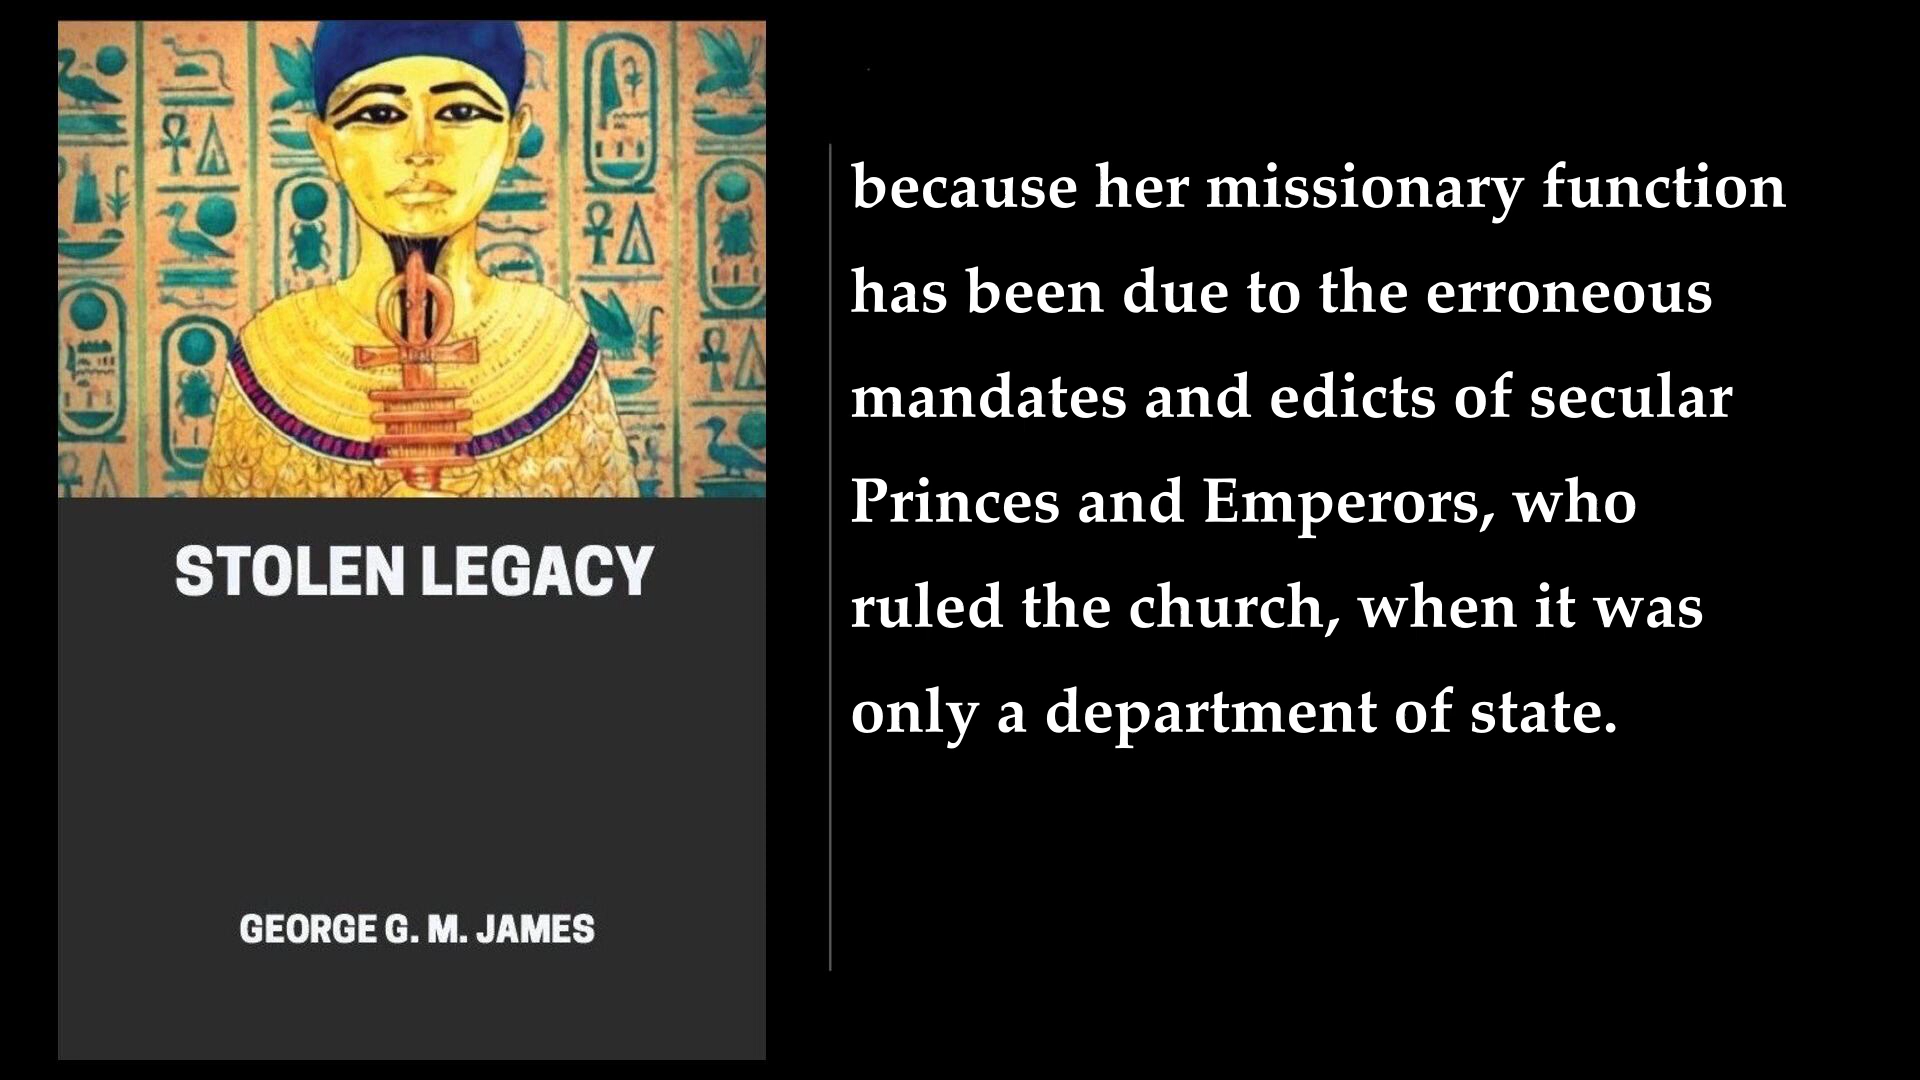 STOLEN LEGACY
GEORGE G. M. JAMES
because her missionary function
has been due to the erroneous
mandates and edicts of secular
Princes and Emperors, who
ruled the church, when it was
only a department of state.